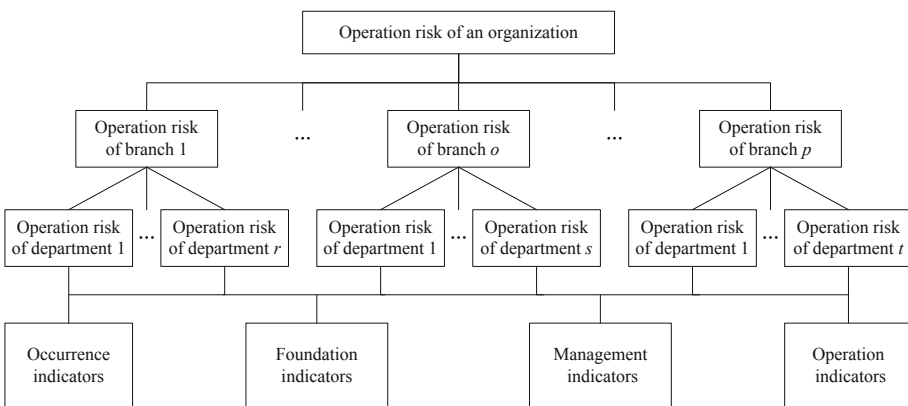 Operation risk of an organization
Operation risk
of branch 1
...
Operation risk
of branch o
...
Operation risk
of branch p
Operation risk
of department 1
...
Operation risk
of department r
Operation risk
of department 1
...
Operation risk
of department s
Operation risk
of department 1
...
Operation risk
of department t
Occurrence
indicators
Foundation
indicators
Management
indicators
Operation
indicators